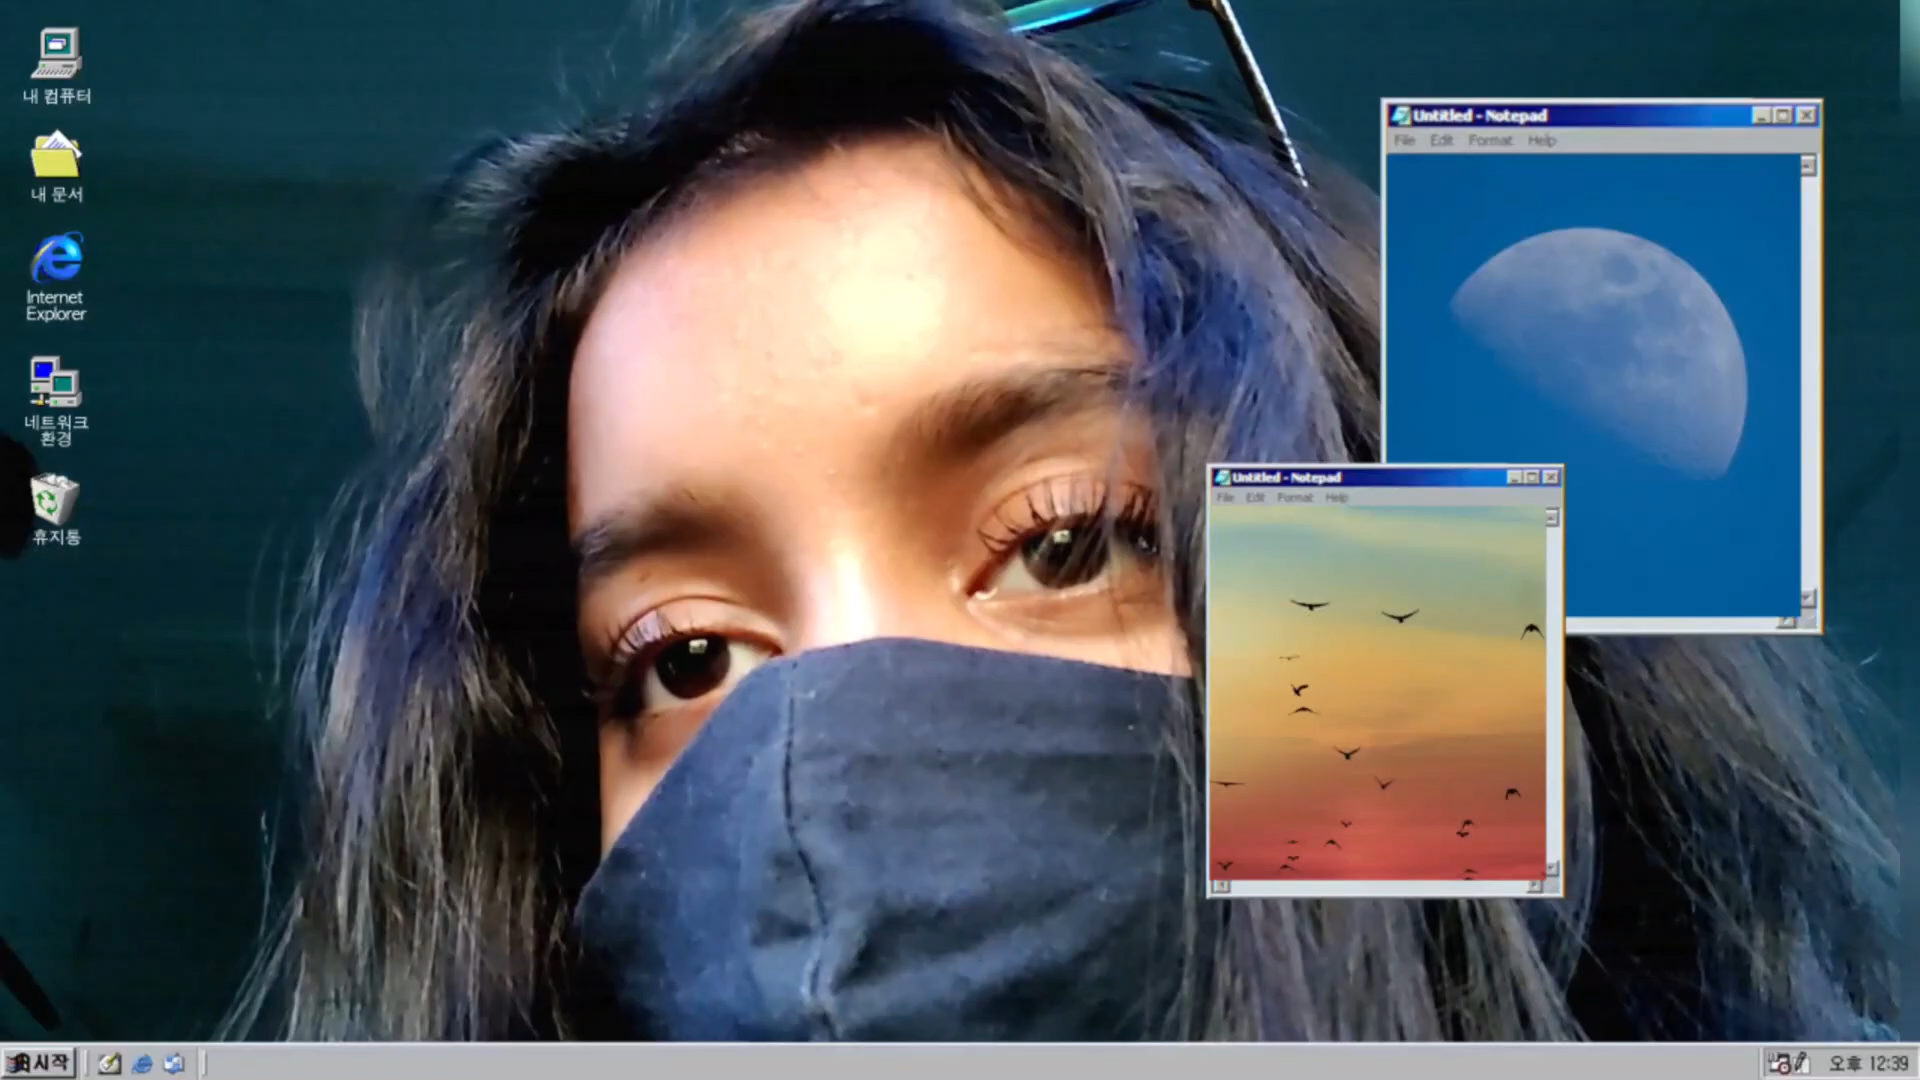 내 컴퓨터
내 문서
Internet
Explorer
네트워크
환경
휴지통
Untitled - Notepad
File Edit Format Help
Untitled - Notepad
File Edit Format Help
시작
오후 12:39